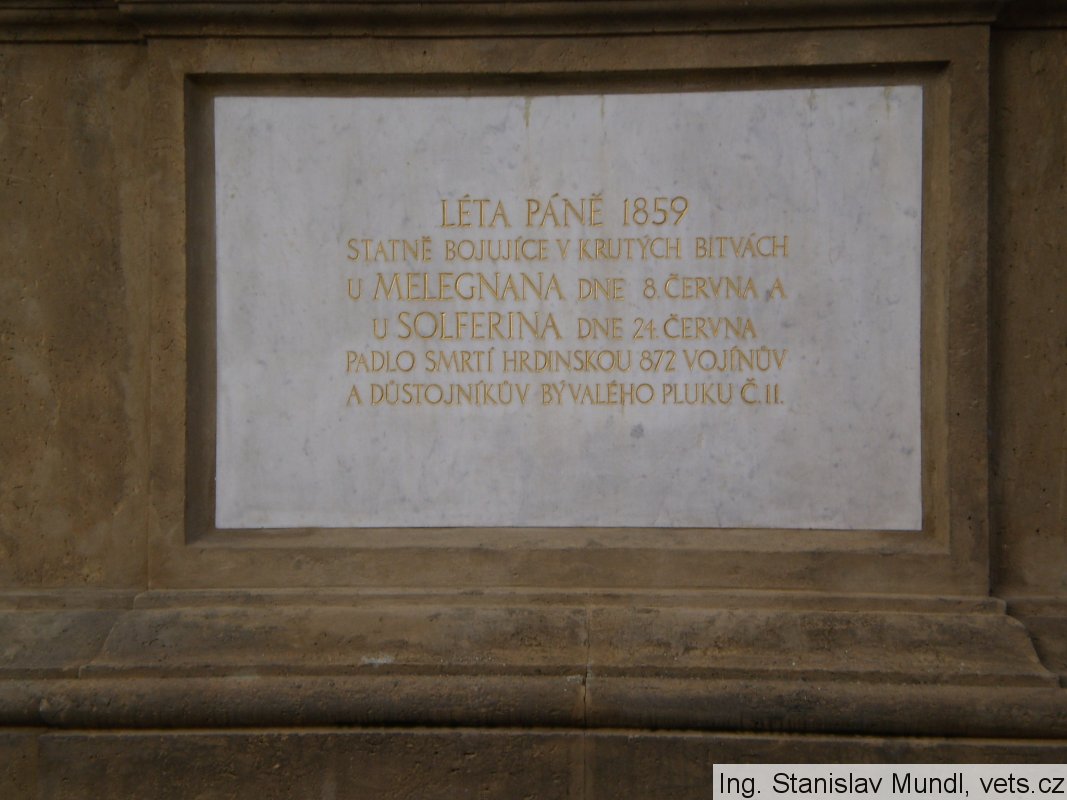 LÉTA PÁNĚ 1859
STATNĚ BOJUJÍCE V KRUTÝCH BITVÁCH
U MELEGNANA DNE 8. ČERVNA A
U SOLFERINA DNE 24. ČERVNA
PADLO SMRTÍ HRDINSKOU 872 VOJÍNŮV
A DŮSTOJNÍKŮV BÝVALÉHO PLUKU Č. 11.
Ing. Stanislav Mundl, vets.cz